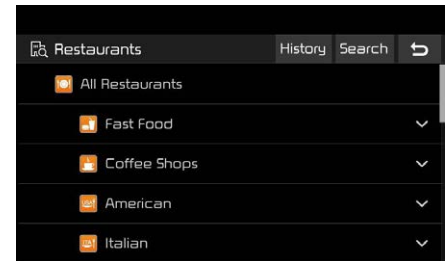 Restaurants History Search
All Restaurants
Fast Food
Coffee Shops
American
Italian